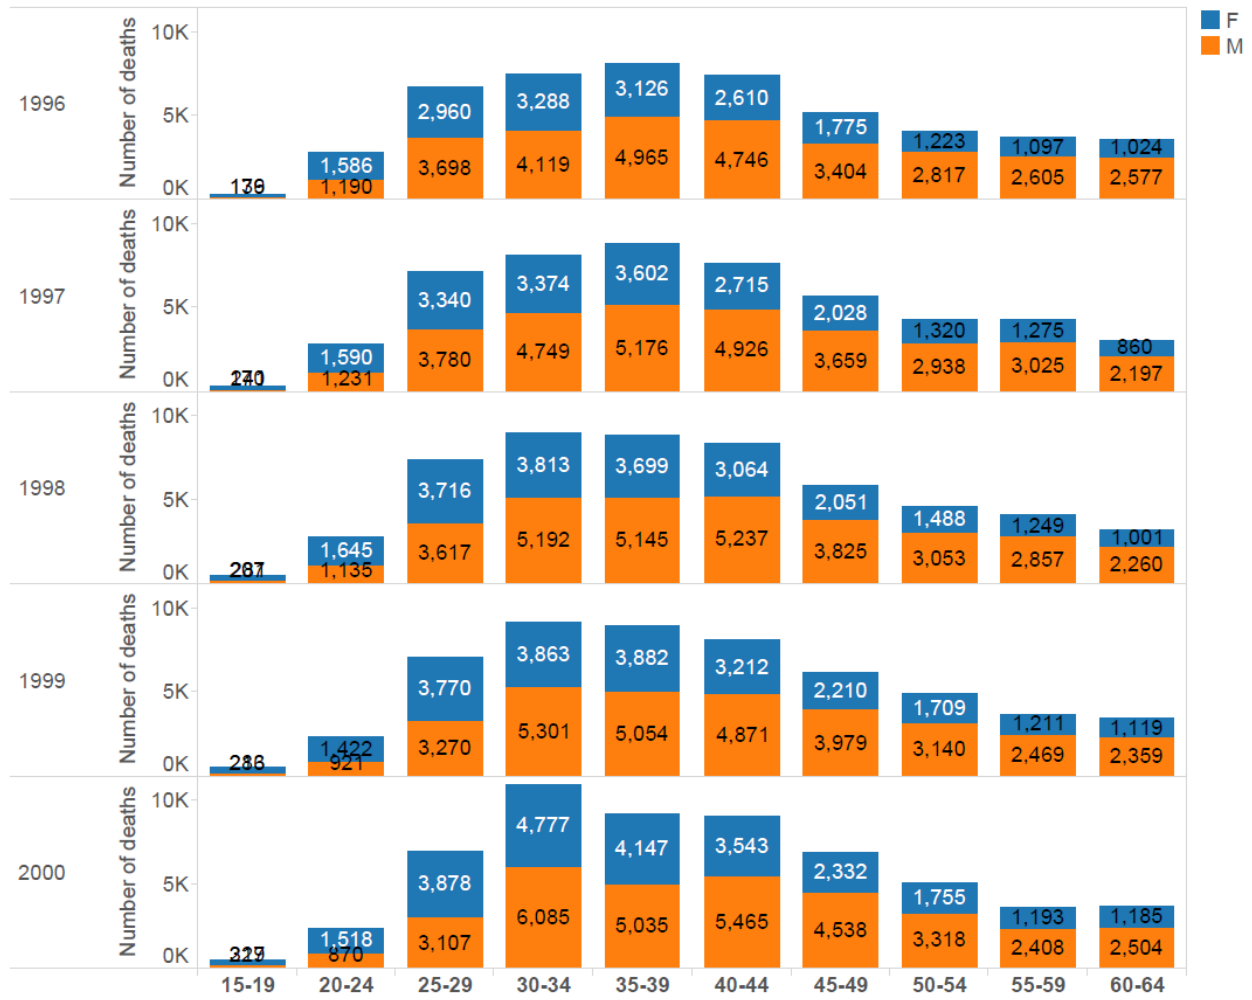 F
M
1996
Number of deaths
10K
5K
0K
2,960 3,288 3,126 2,610 1,775 1,223 1,097 1,024
1,586
1,190 3,698 4,119 4,965 4,746 3,404 2,817 2,605 2,577
1997
Number of deaths
10K
5K
0K
3,340 3,374 3,602 2,715 2,028 1,320 1,275 860
1,590
1,231 3,780 4,749 5,176 4,926 3,659 2,938 3,025 2,197
1998
Number of deaths
10K
5K
0K
3,716 3,813 3,699 3,064 2,051 1,488 1,249 1,001
1,645
1,135 3,617 5,192 5,145 5,237 3,825 3,053 2,857 2,260
1999
Number of deaths
10K
5K
0K
3,770 3,863 3,882 3,212 2,210 1,709 1,211 1,119
1,422
921 3,270 5,301 5,054 4,871 3,979 3,140 2,469 2,359
2000
Number of deaths
10K
5K
0K
3,878 4,777 4,147 3,543 2,332 1,755 1,193 1,185
1,518
870 3,107 6,085 5,035 5,465 4,538 3,318 2,408 2,504
15-19 20-24 25-29 30-34 35-39 40-44 45-49 50-54 55-59 60-64